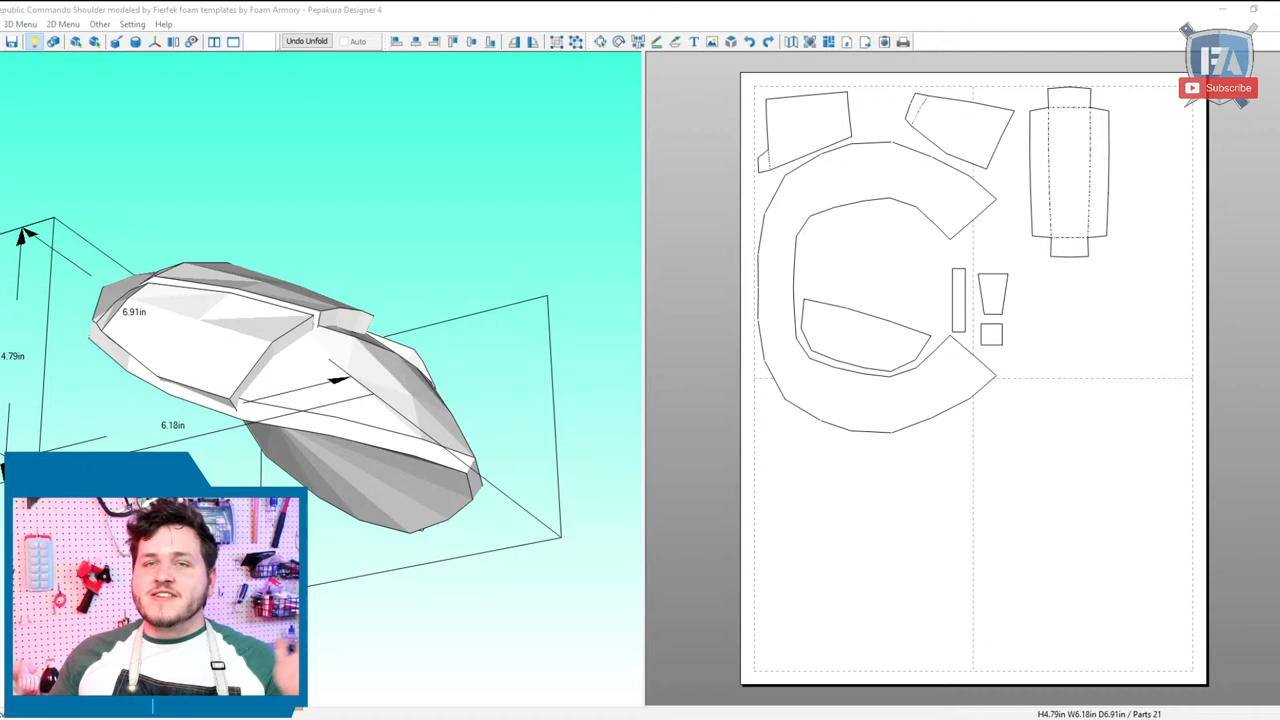 epublic Commando Shoulder modeled by Fierfek foam templates by Foam Armory - Pepakura Designer 4
3D Menu 2D Menu Other Setting Help
Undo Unfold Auto
FA
Subscribe
6.91in
4.79in
6.18in
H4.79in W6.18in D6.91in / Parts 21